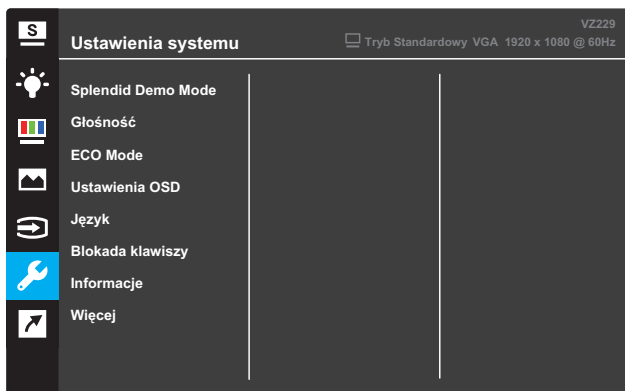 S
VZ229
Ustawienia systemu
Tryb Standardowy VGA 1920 x 1080 @ 60Hz
Splendid Demo Mode
Głośność
ECO Mode
Ustawienia OSD
Język
Blokada klawiszy
Informacje
Więcej